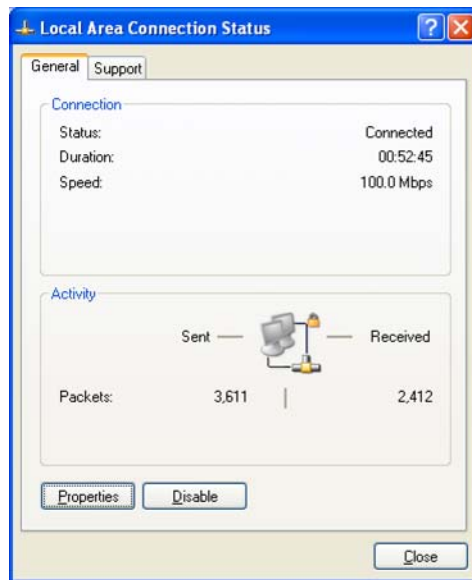 Local Area Connection Status
General Support
Connection
Status: Connected
Duration: 00:52:45
Speed: 100.0 Mbps
Activity
Sent Received
Packets: 3,611 2,412
Properties Disable
Close